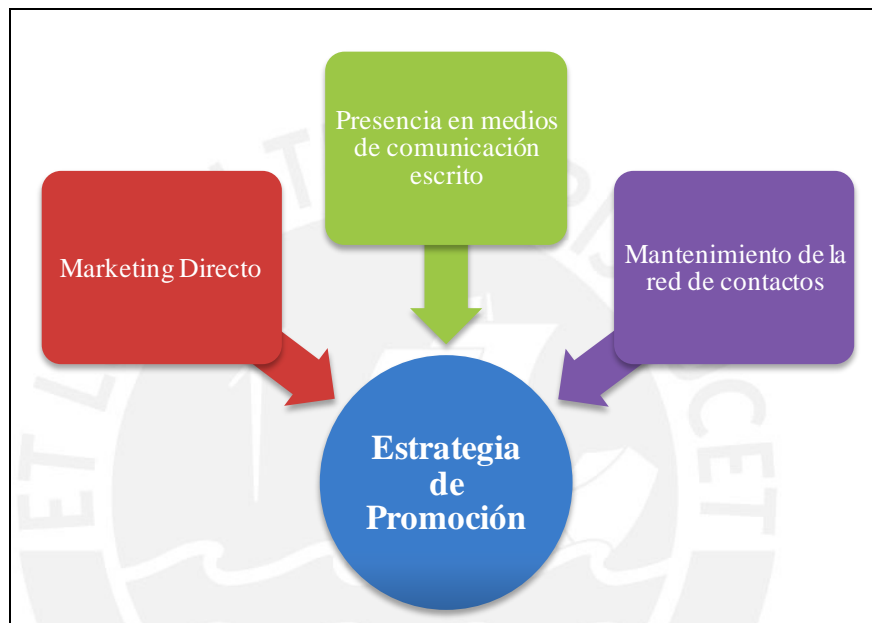 Presencia en medios
de comunicación
escrito
Marketing Directo
Mantenimiento de la
red de contactos
Estrategia
de
Promoción